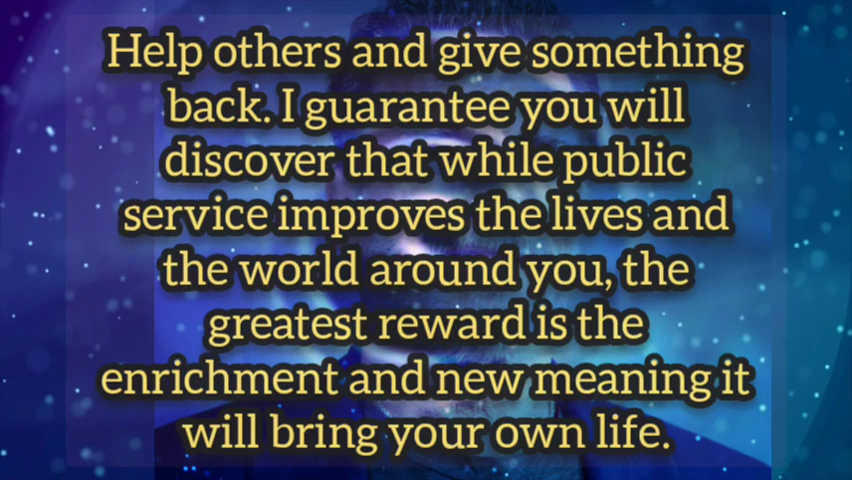 Help others and give something
back. I guarantee you will
discover that while public
service improves the lives and
the world around you, the
greatest reward is the
enrichment and new meaning it
will bring your own life.